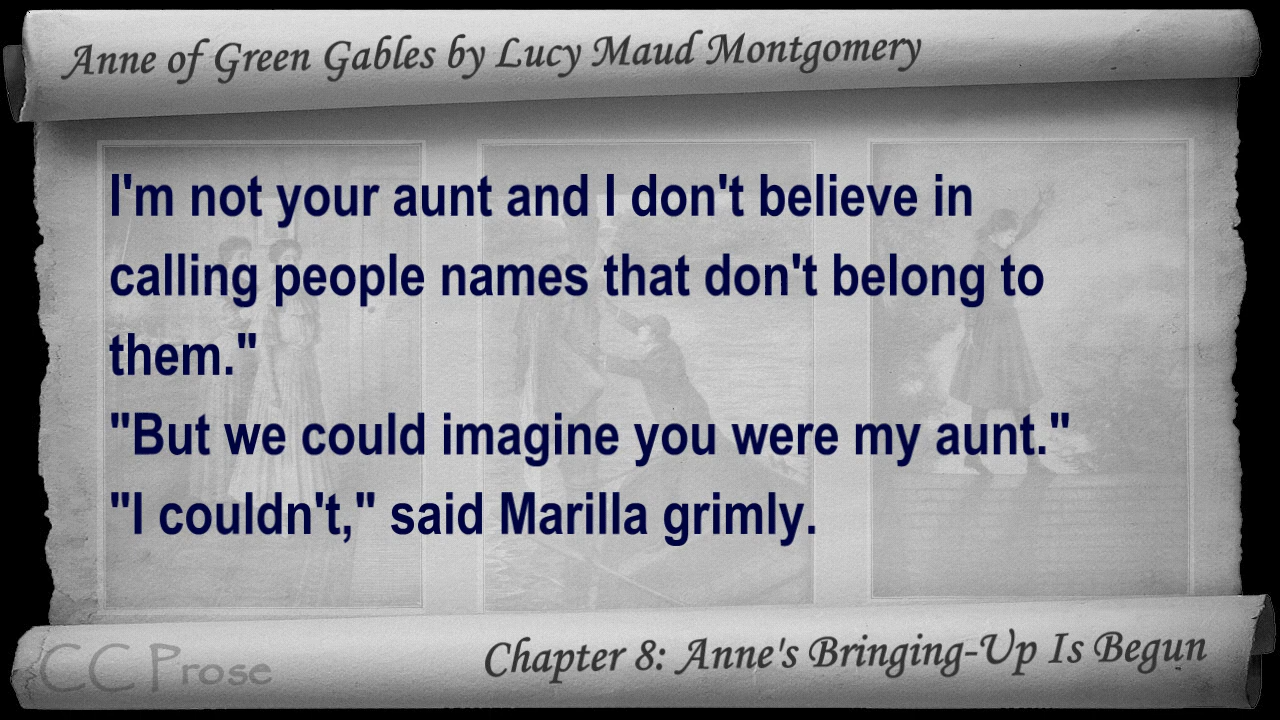 Anne of Green Gables by Lucy Maud Montgomery
I'm not your aunt and I don't believe in
calling people names that don't belong to
them."
"But we could imagine you were my aunt."
"I couldn't," said Marilla grimly.
CC Prose
Chapter 8: Anne's Bringing-Up Is Begun